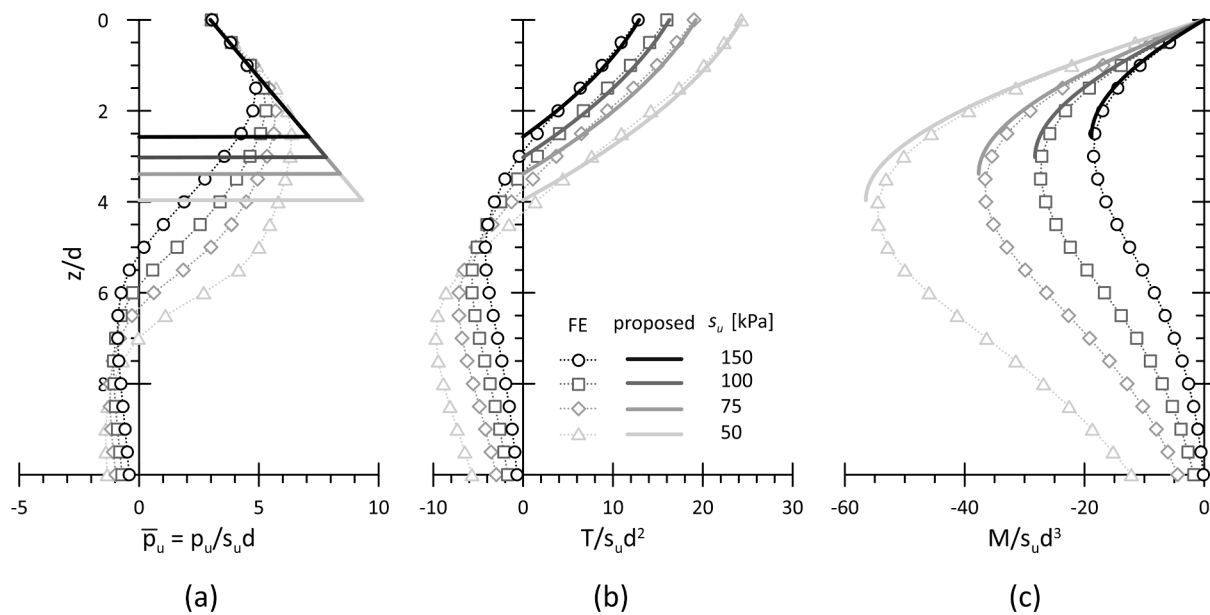 0
2
4
6
8
z/d
-5 0 5 10
-10 0 10 20 30
-60 -40 -20 0
p̅u = pu/sud
T/sud²
M/sud³
FE proposed su [kPa]
150
100
75
50
(a) (b) (c)